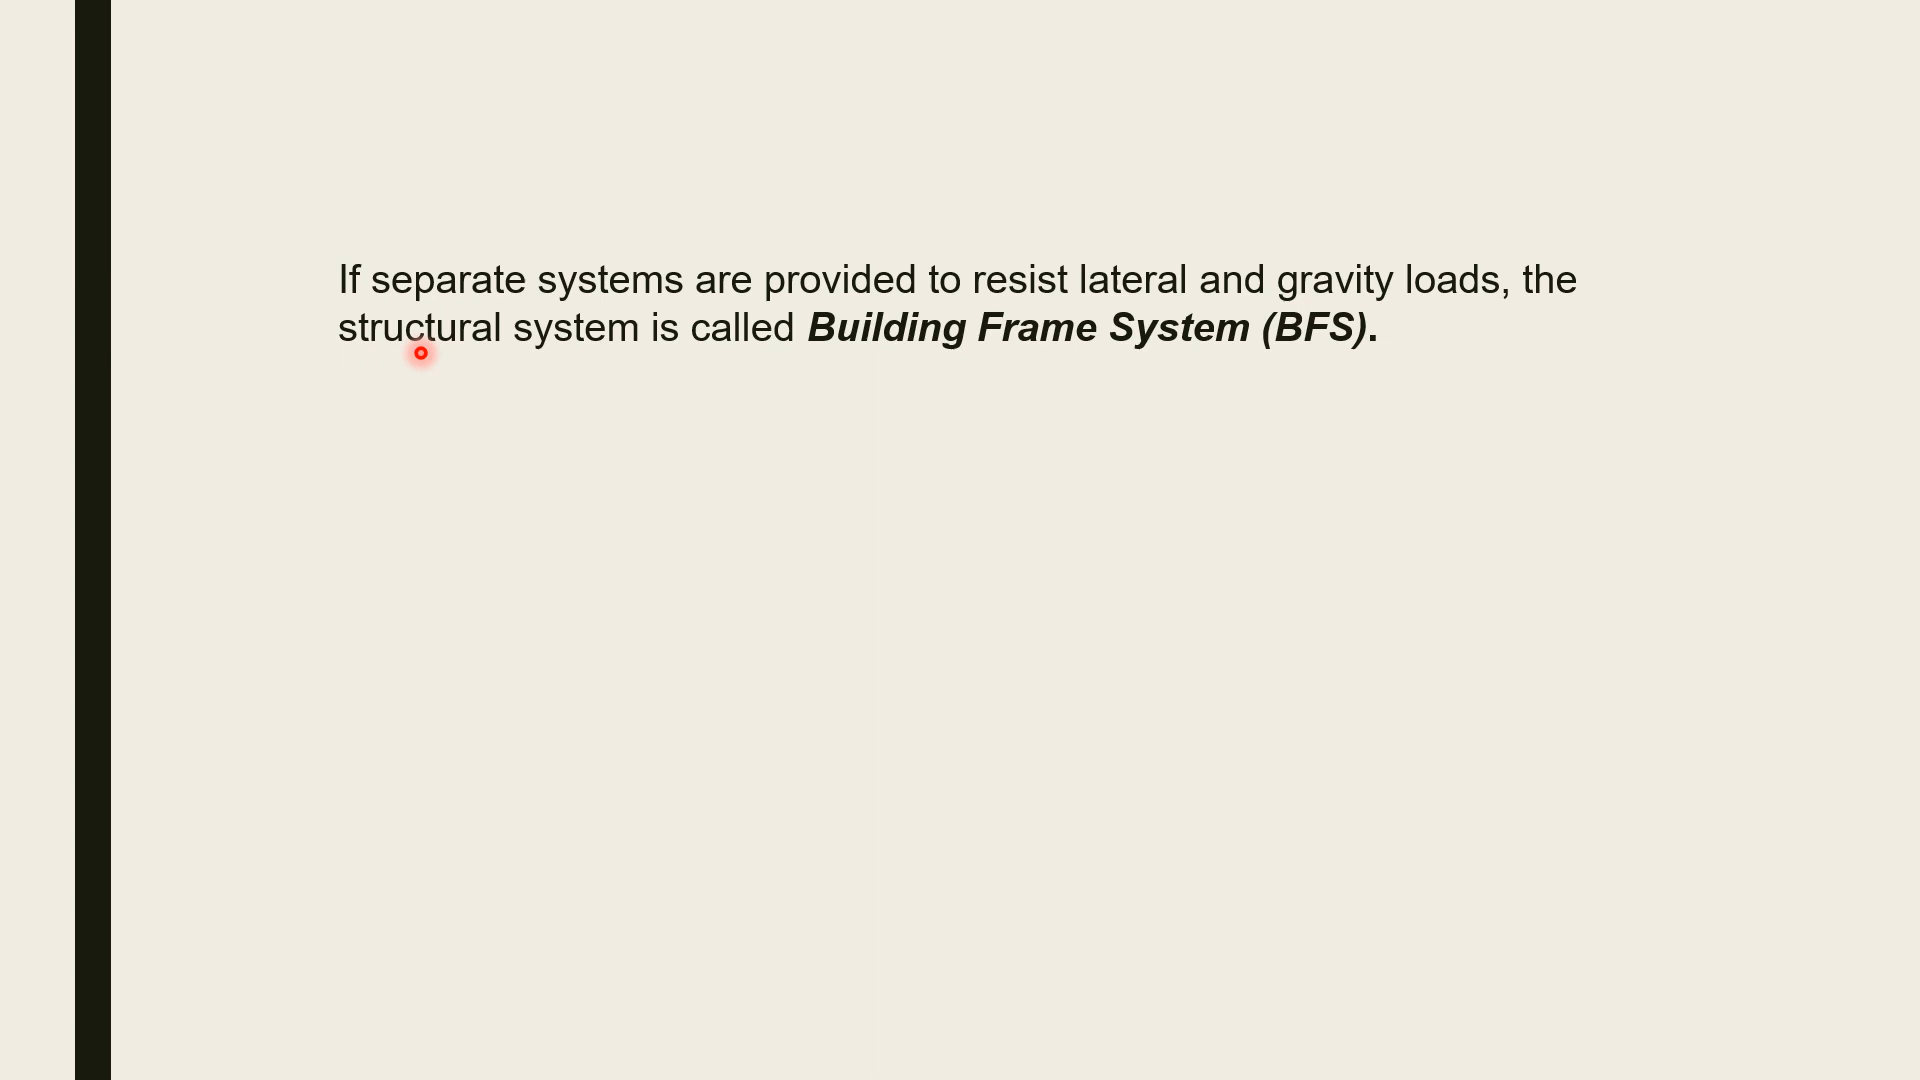 If separate systems are provided to resist lateral and gravity loads, the
structural system is called Building Frame System (BFS).